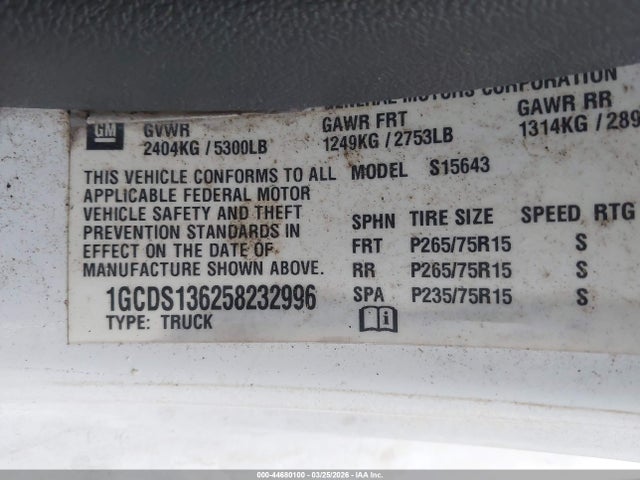 GENERAL MOTORS CORPORATION
GM
GVWR
2404KG / 5300LB
GAWR FRT
1249KG / 2753LB
GAWR RR
1314KG / 289
THIS VEHICLE CONFORMS TO ALL
APPLICABLE FEDERAL MOTOR
VEHICLE SAFETY AND THEFT
PREVENTION STANDARDS IN
EFFECT ON THE DATE OF
MANUFACTURE SHOWN ABOVE.
1GCDS136258232996
TYPE: TRUCK
MODEL S15643
SPHN TIRE SIZE SPEED RTG
FRT P265/75R15 S
RR P265/75R15 S
SPA P235/75R15 S
000-44680100 - 03/25/2026 - IAA Inc.